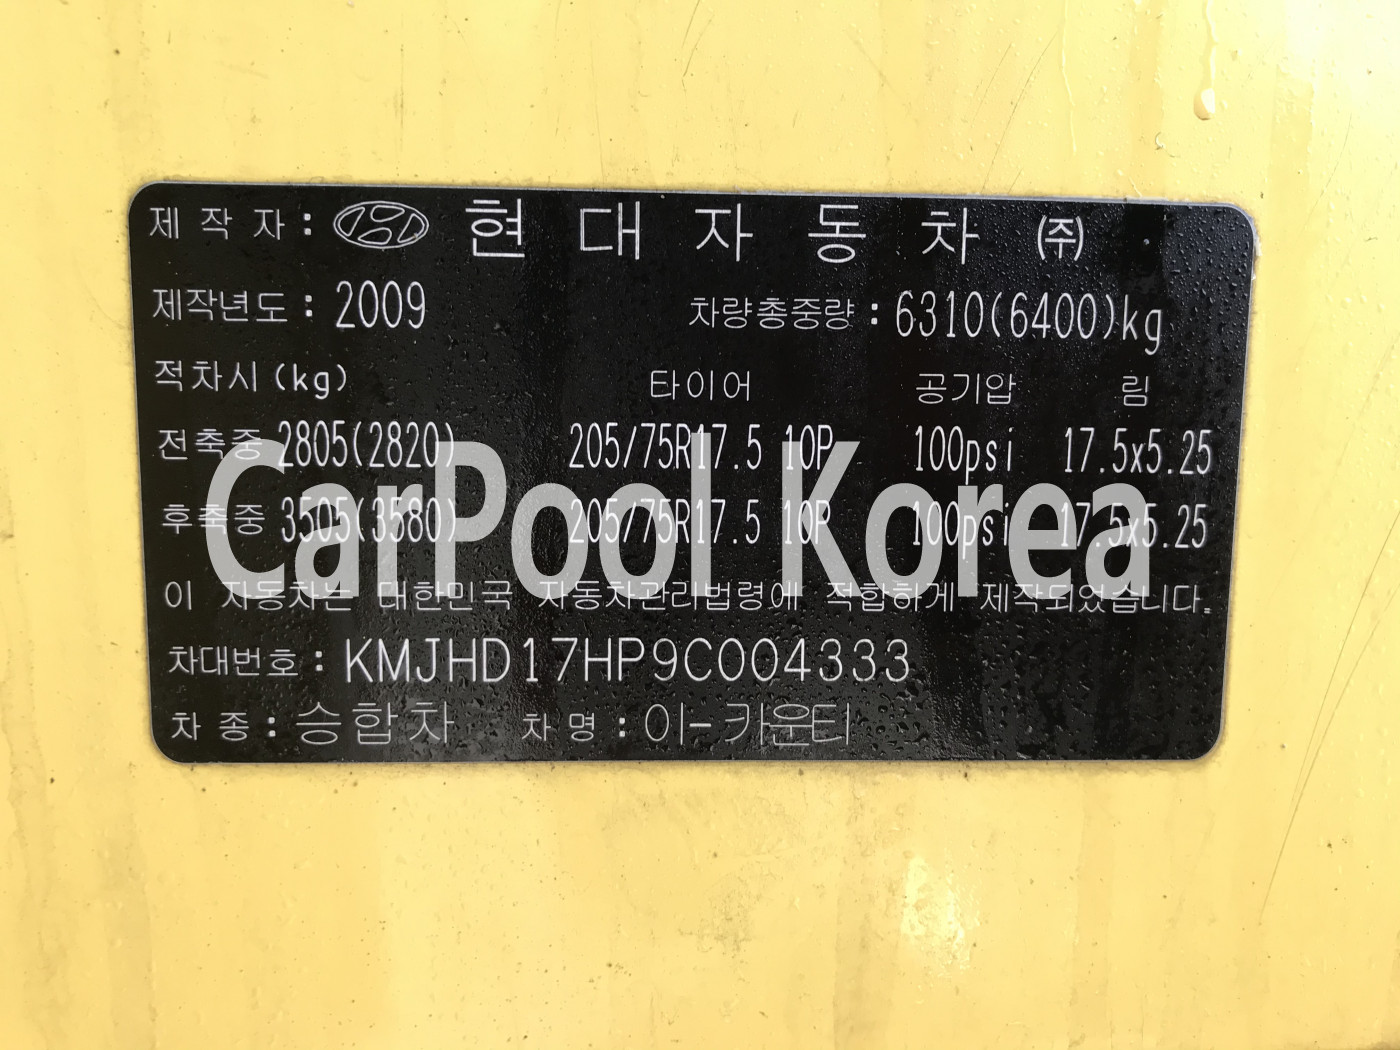 제 작 자 : 현 대 자 동 차 ㈜
제작년도 : 2009 차량총중량 : 6310(6400)kg
적차시(kg) 타이어 공기압 림
전축중 2805(2820) 205/75R17.5 10P 100psi 17.5x5.25
후축중 3505(3580) 205/75R17.5 10P 100psi 17.5x5.25
CarPool Korea
이 자동차는 대한민국 자동차관리법령에 적합하게 제작되었습니다.
차대번호 : KMJHD17HP9C004333
차 종 : 승합차 차 명 : 이-카운티